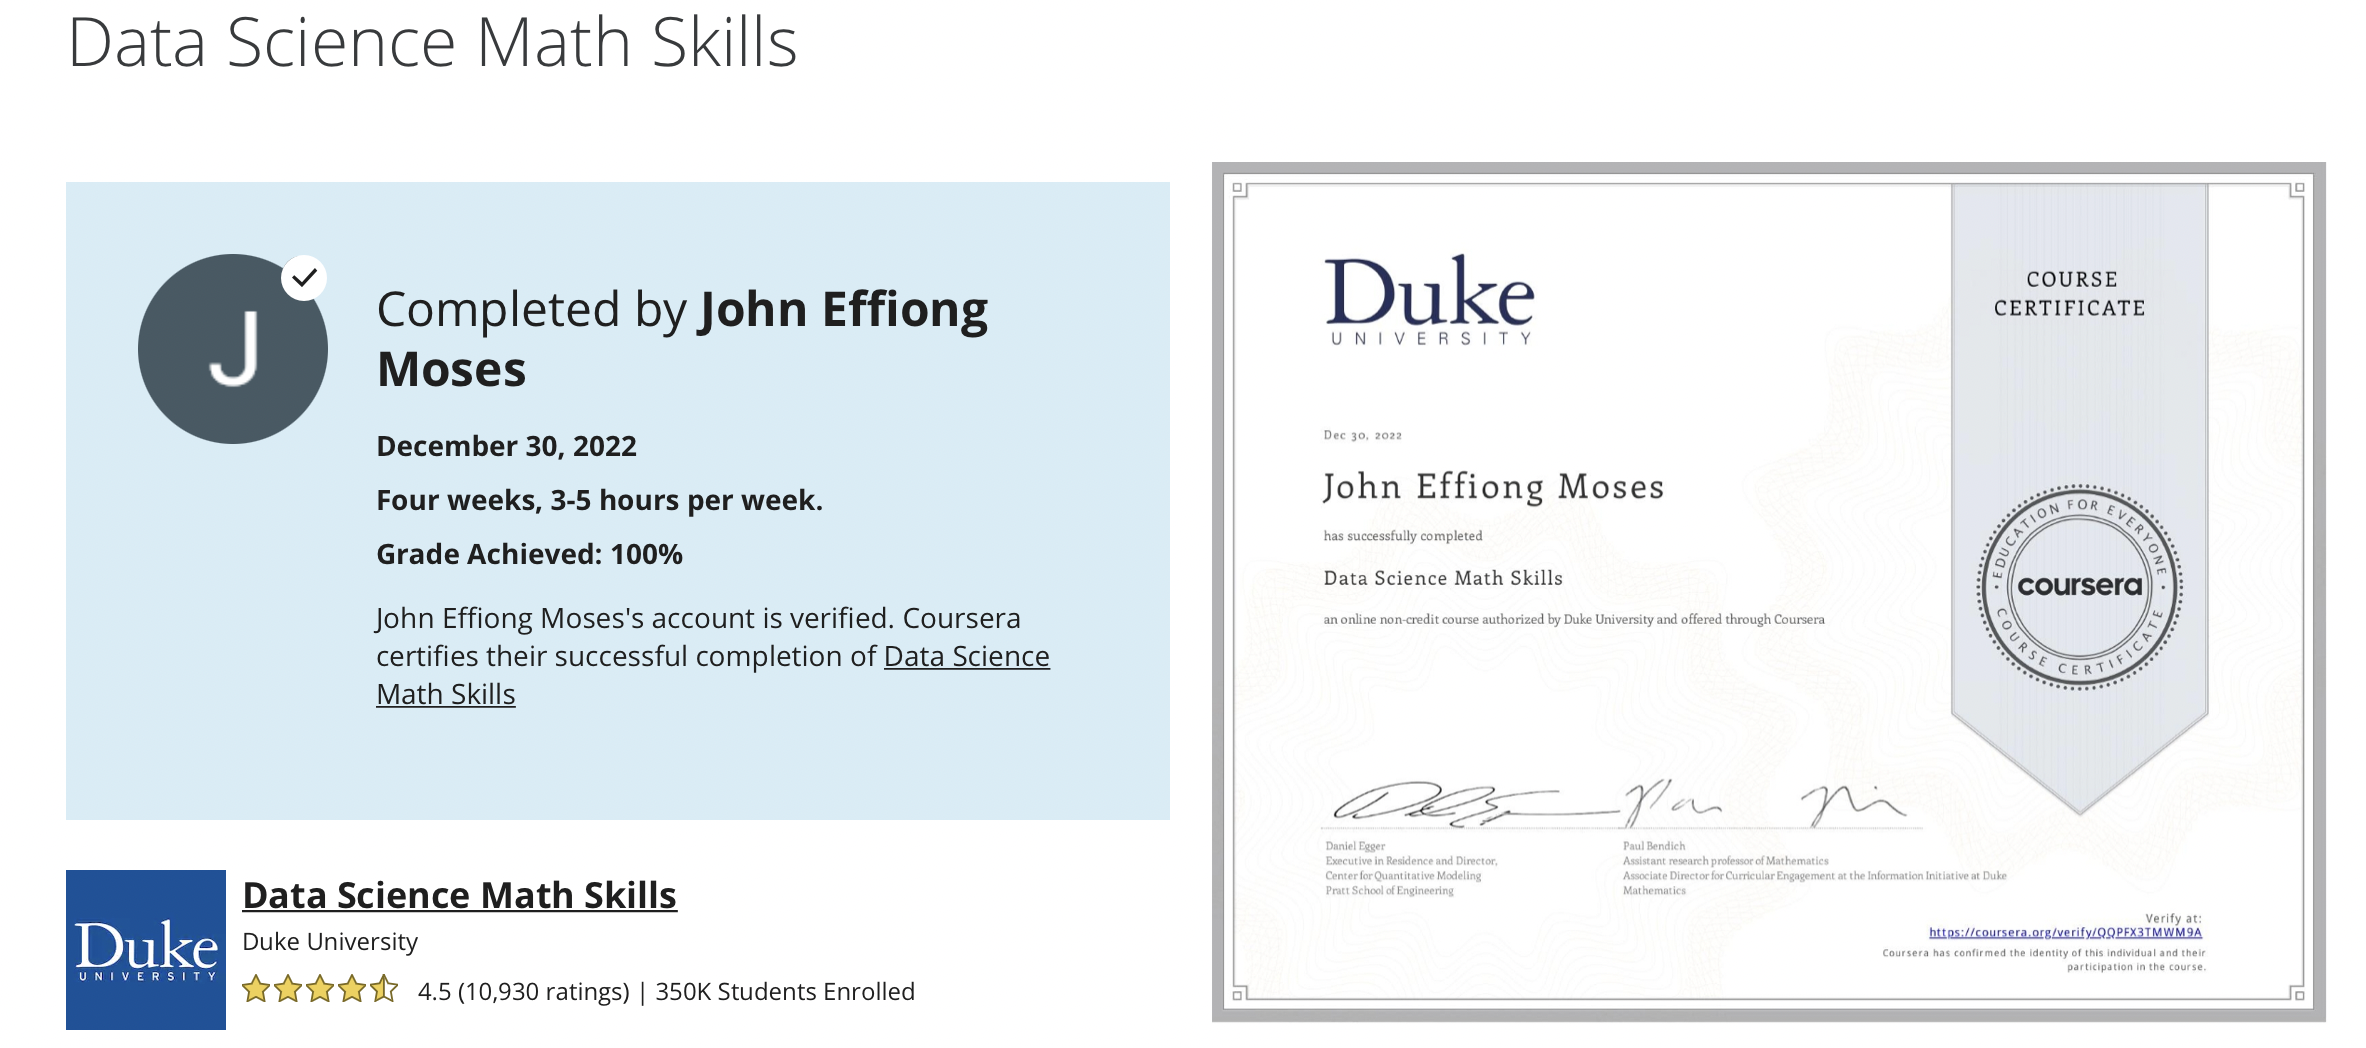 Data Science Math Skills
J
Completed by John Effiong
Moses
December 30, 2022
Four weeks, 3-5 hours per week.
Grade Achieved: 100%
John Effiong Moses's account is verified. Coursera
certifies their successful completion of Data Science
Math Skills
Duke
UNIVERSITY
Data Science Math Skills
Duke University
4.5 (10,930 ratings) | 350K Students Enrolled
Duke
UNIVERSITY
COURSE
CERTIFICATE
Dec 30, 2022
John Effiong Moses
has successfully completed
Data Science Math Skills
an online non-credit course authorized by Duke University and offered through Coursera
EDUCATION FOR EVERYONE
coursera
COURSE CERTIFICATE
Daniel Egger
Executive in Residence and Director,
Center for Quantitative Modeling
Pratt School of Engineering
Paul Bendich
Assistant research professor of Mathematics
Associate Director for Curricular Engagement at the Information Initiative at Duke
Mathematics
Verify at:
https://coursera.org/verify/QQPFX3TMWM9A
Coursera has confirmed the identity of this individual and their
participation in the course.